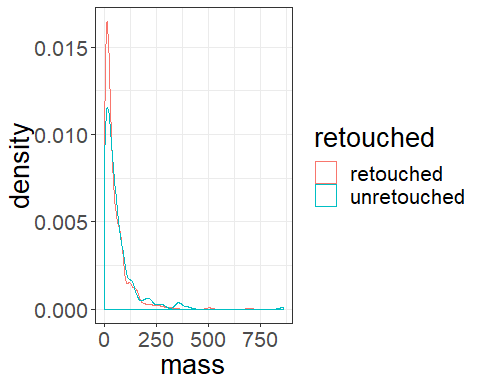 0.015
0.010
0.005
0.000
density
0 250 500 750
mass
retouched
retouched
unretouched